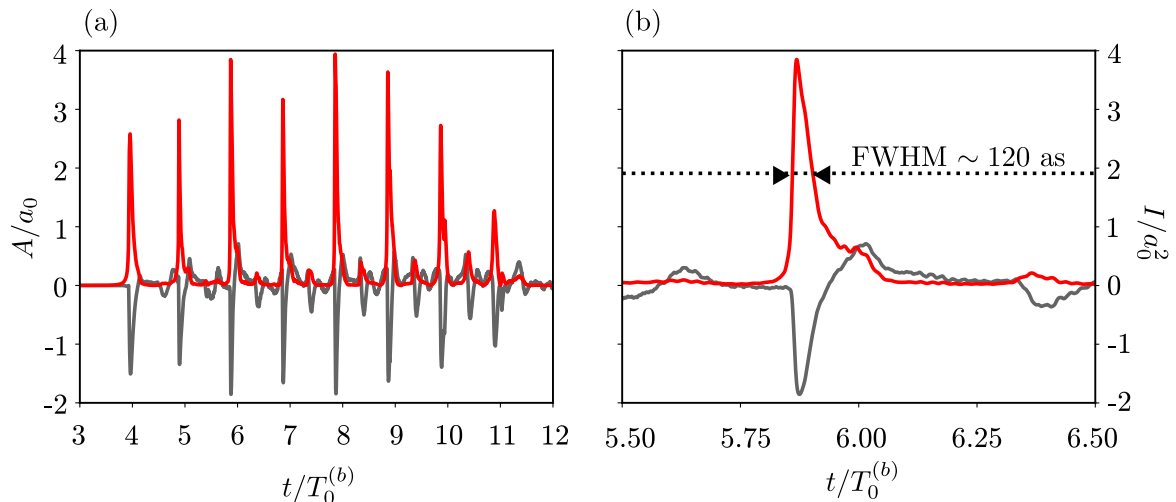 (a)
(b)
4
3
2
1
0
-1
-2
A/a₀
3 4 5 6 7 8 9 10 11 12
t/T₀⁽ᵇ⁾
FWHM ∼ 120 as
4
3
2
1
0
-1
-2
I/a₀²
5.50 5.75 6.00 6.25 6.50
t/T₀⁽ᵇ⁾